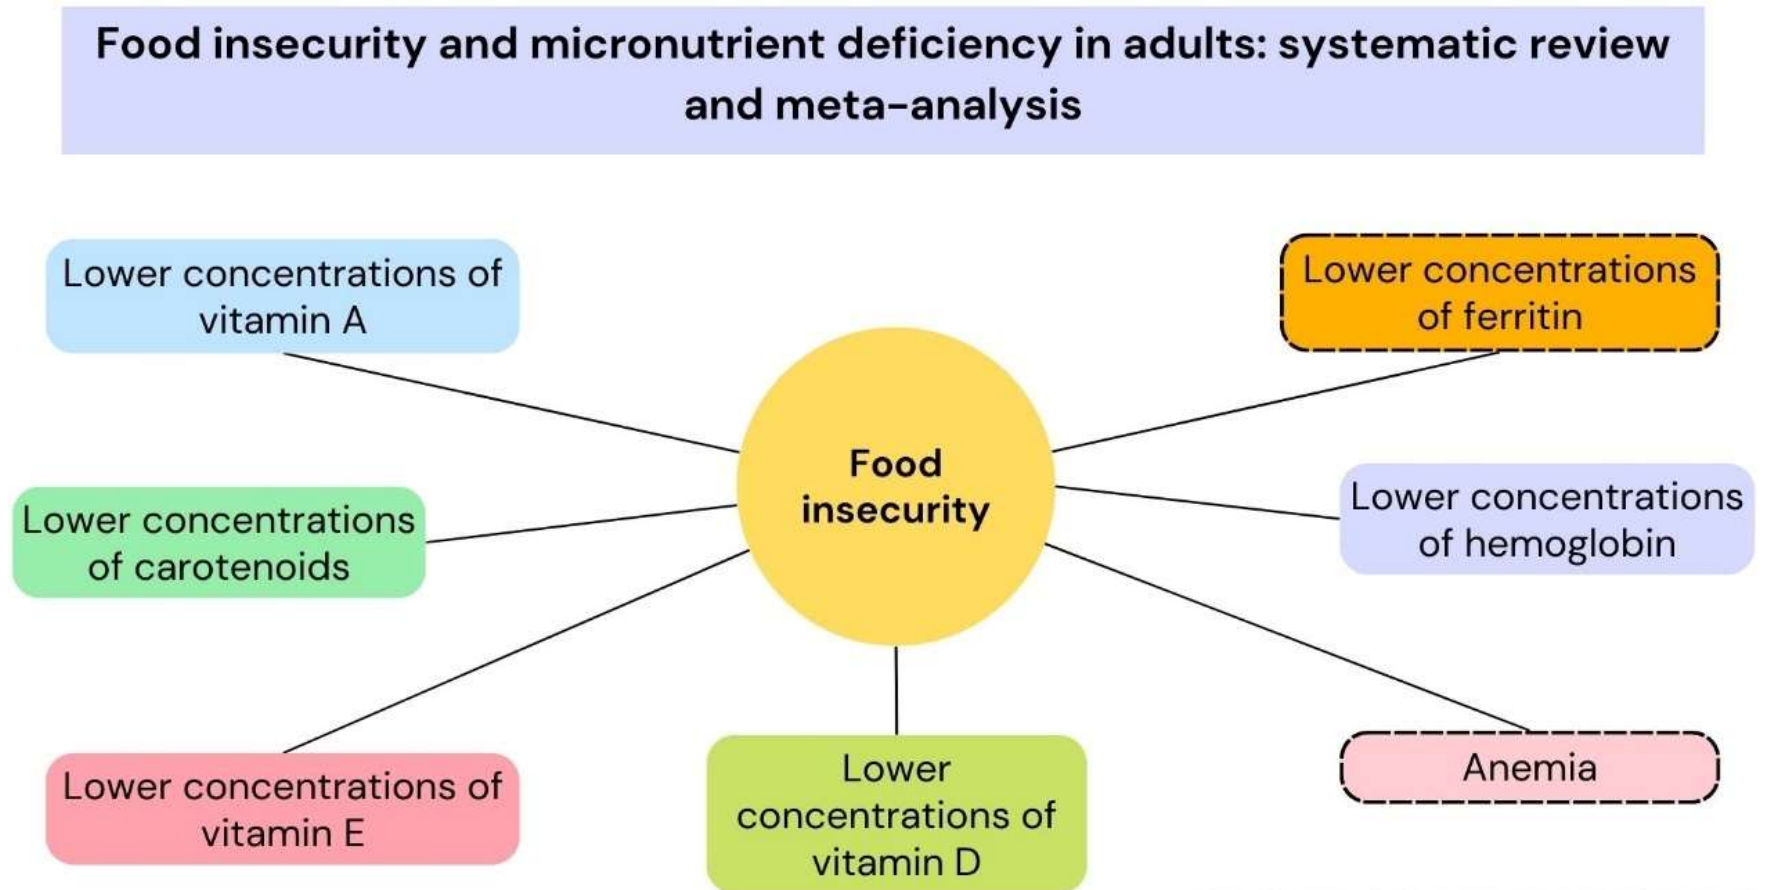 Food insecurity and micronutrient deficiency in adults: systematic review
and meta-analysis
Lower concentrations of
vitamin A
Lower concentrations
of ferritin
Food
insecurity
Lower concentrations
of carotenoids
Lower concentrations
of hemoglobin
Lower concentrations of
vitamin E
Lower
concentrations of
vitamin D
Anemia